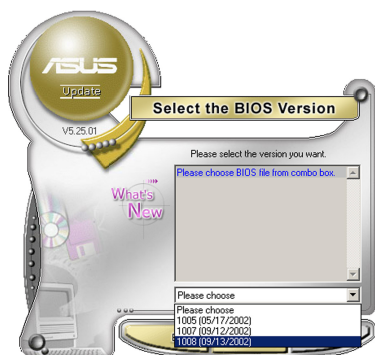 ASUS
Update
V5.25.01
Select the BIOS Version
Please select the version you want.
Please choose BIOS file from combo box.
What's
New
Please choose
Please choose
1005 (05/17/2002)
1007 (09/12/2002)
1008 (09/13/2002)